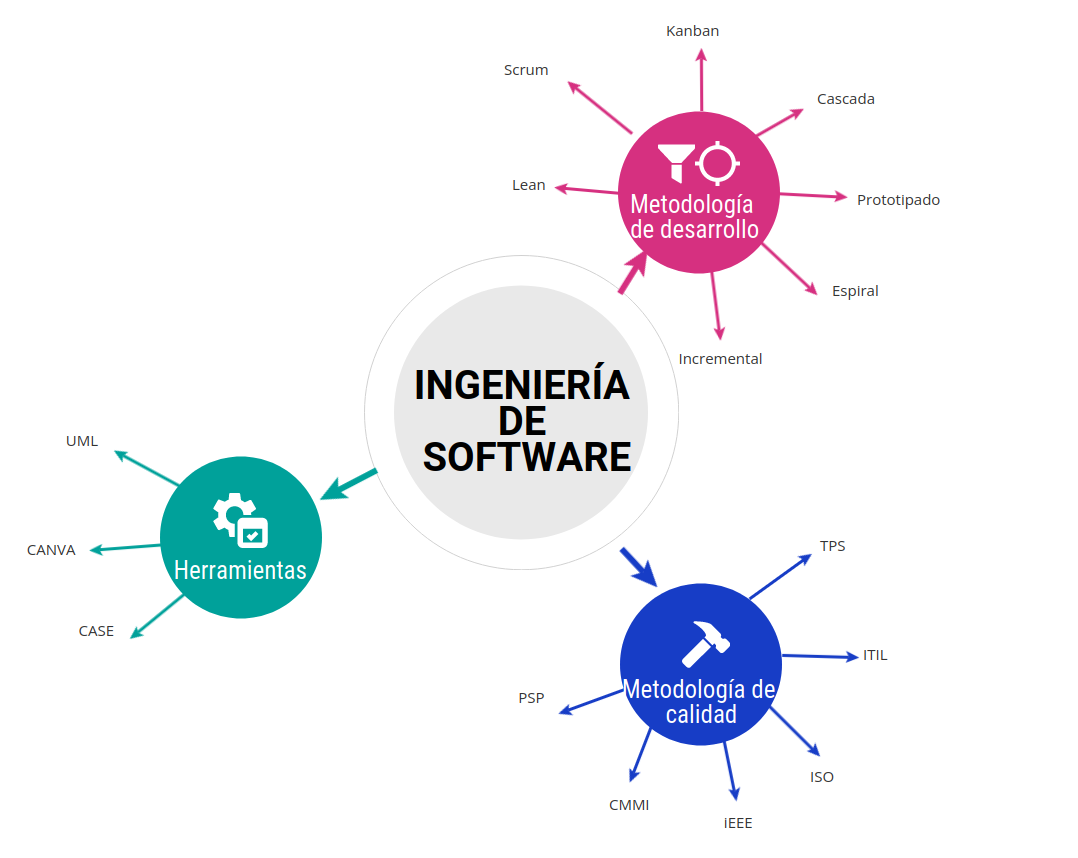 Kanban
Scrum
Cascada
Lean
Prototipado
Metodología
de desarrollo
Espiral
Incremental
INGENIERÍA
DE
SOFTWARE
UML
CANVA
CASE
Herramientas
TPS
ITIL
Metodología de
calidad
PSP
ISO
CMMI
iEEE